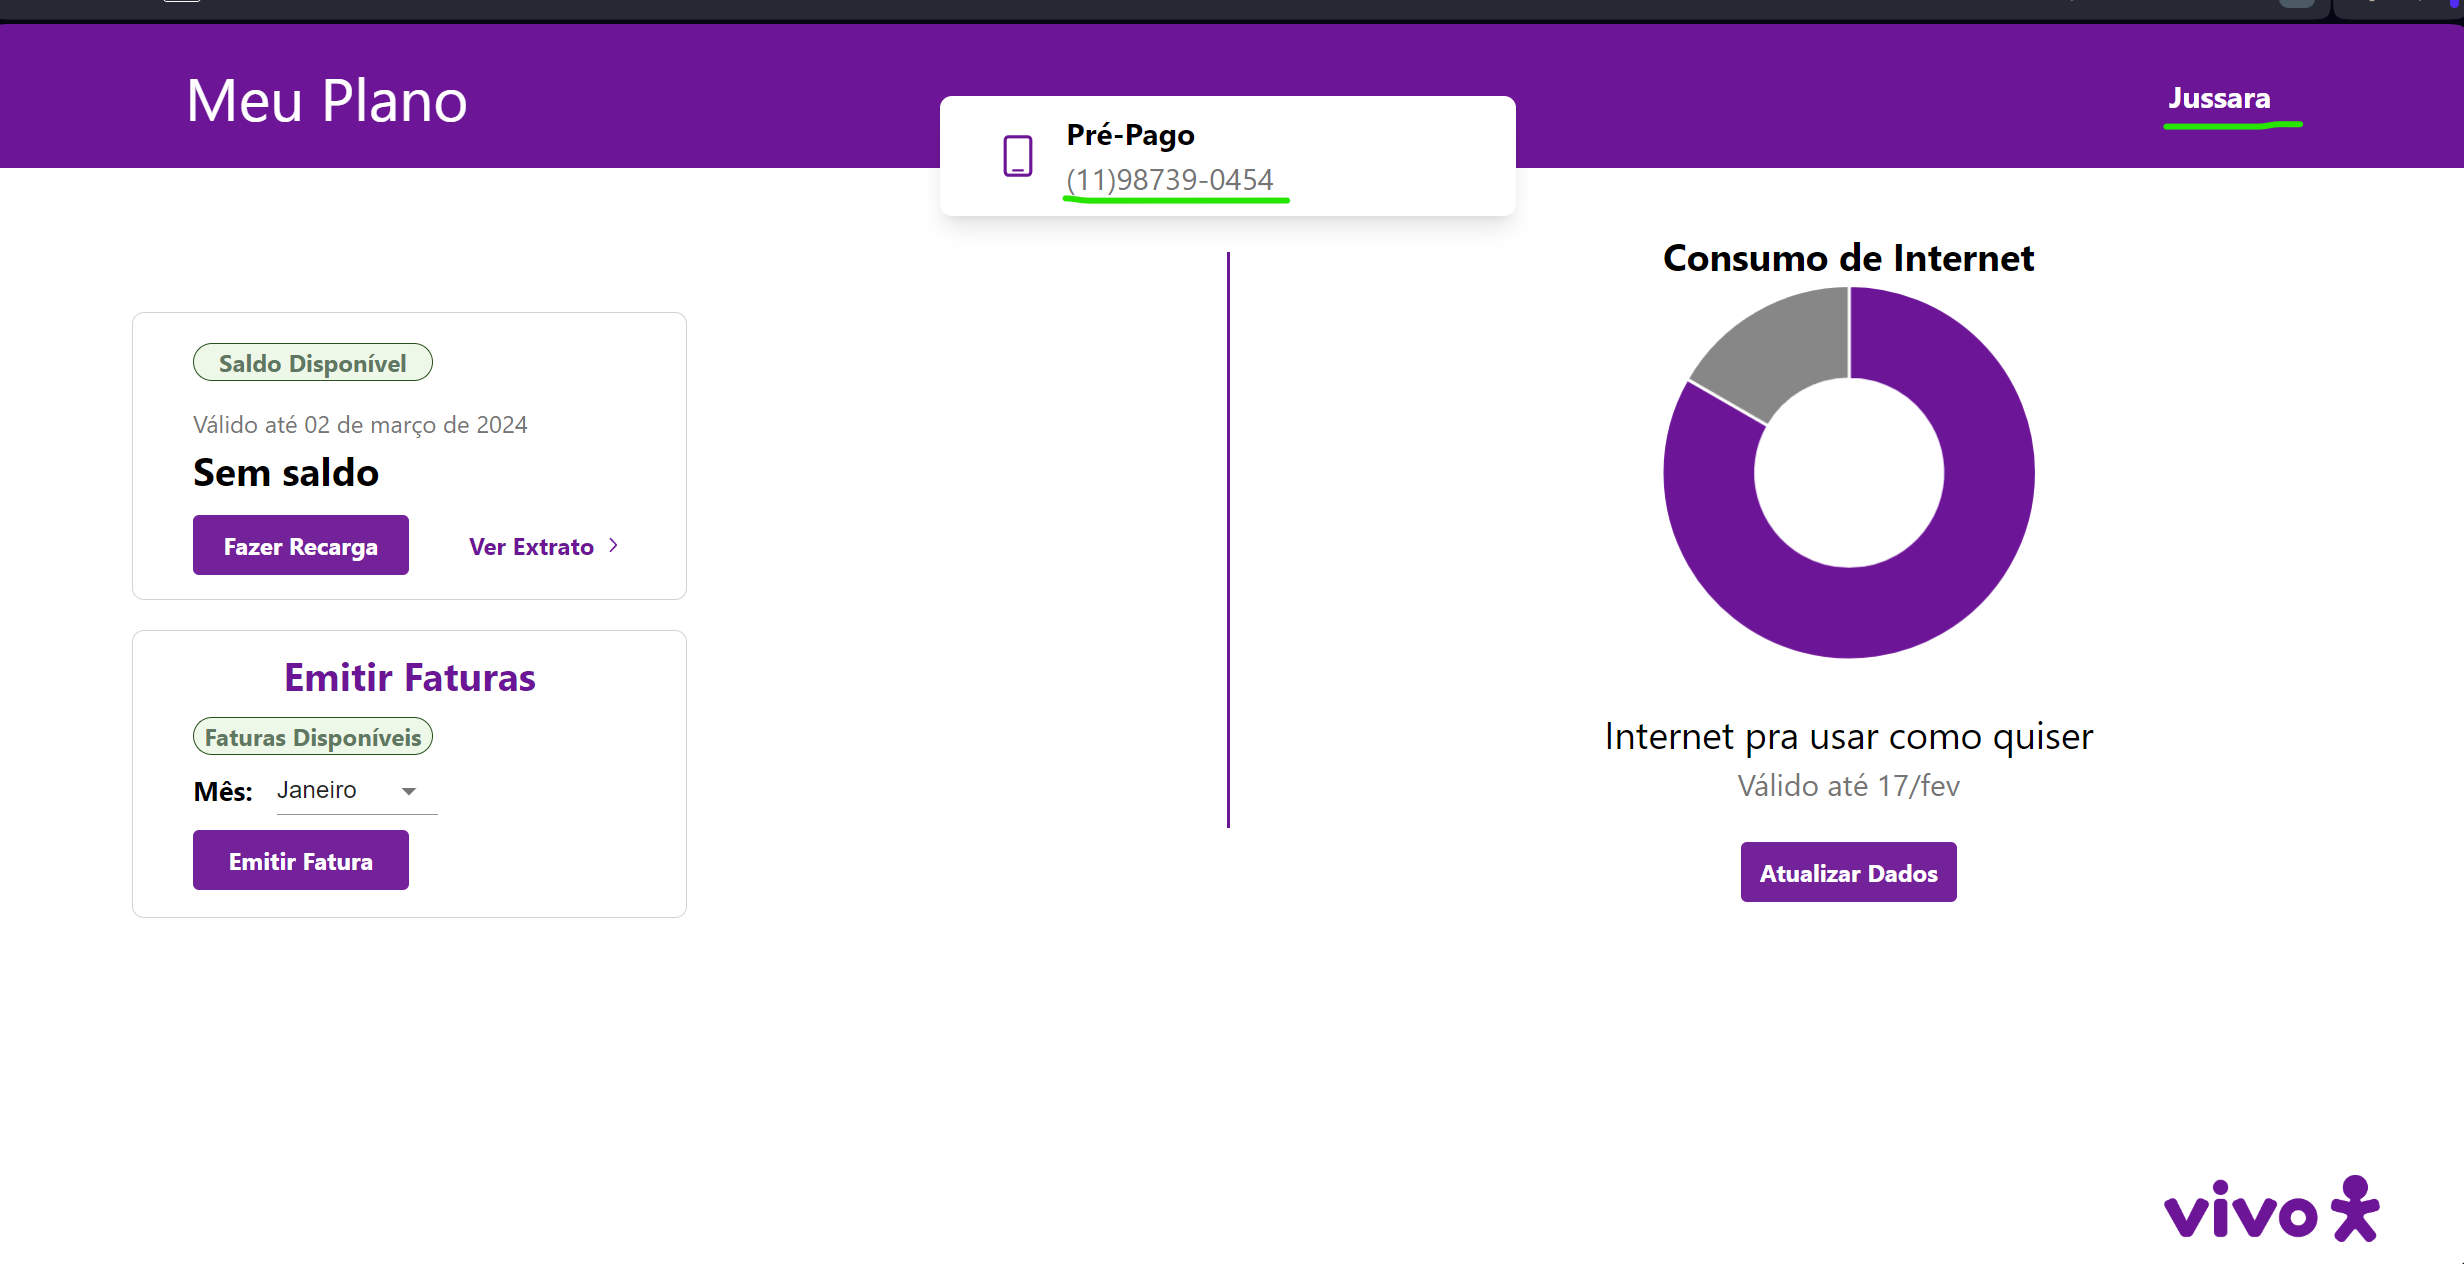 Meu Plano
Jussara
Pré-Pago
(11)98739-0454
Saldo Disponível
Válido até 02 de março de 2024
Sem saldo
Fazer Recarga
Ver Extrato
Emitir Faturas
Faturas Disponíveis
Mês: Janeiro
Emitir Fatura
Consumo de Internet
Internet pra usar como quiser
Válido até 17/fev
Atualizar Dados
vivo